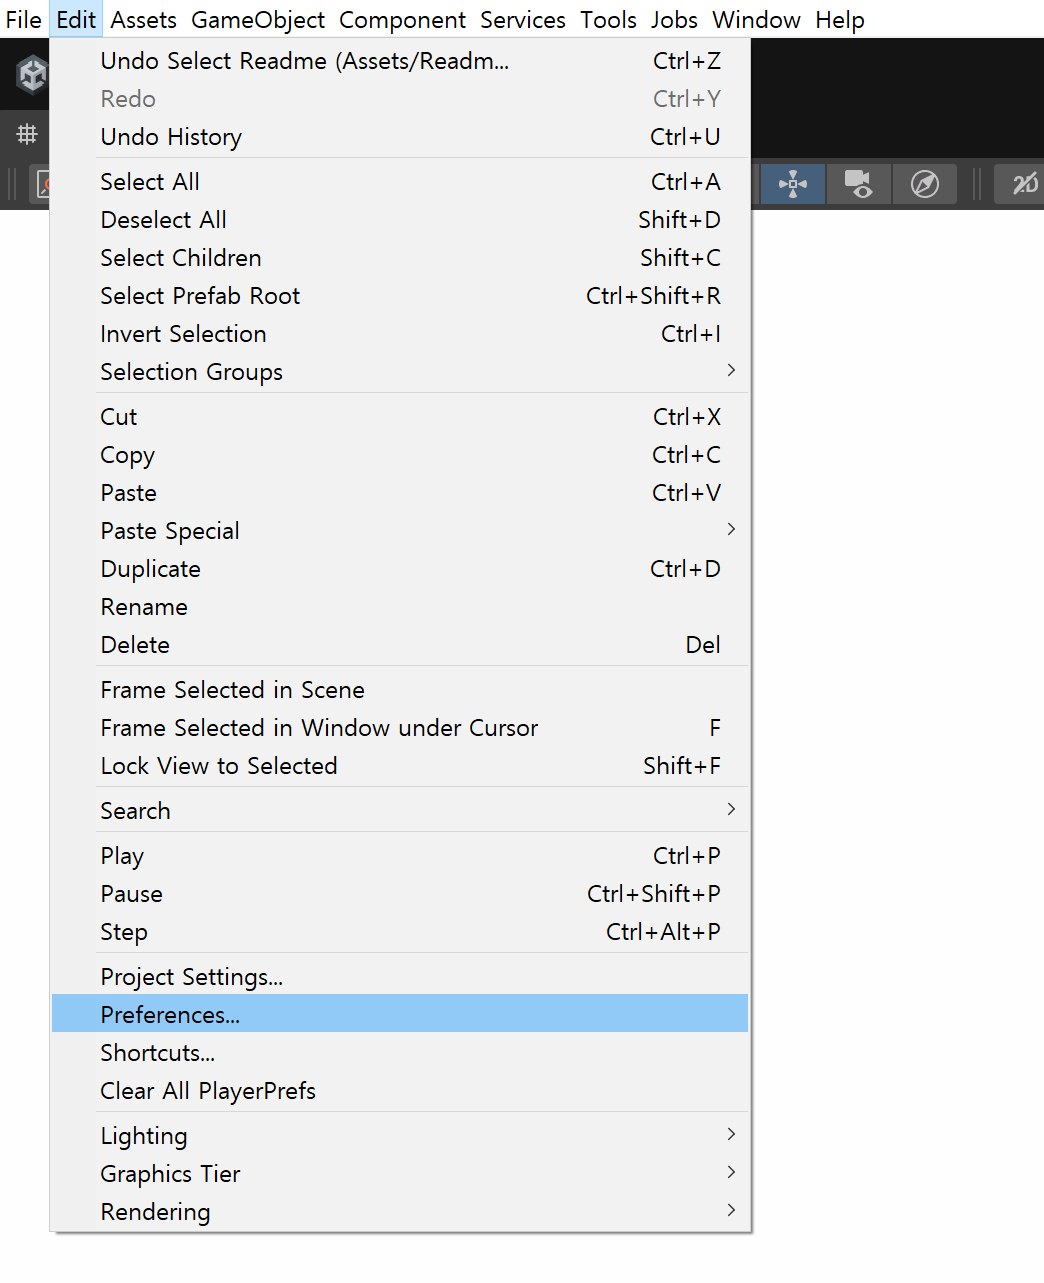 File Edit Assets GameObject Component Services Tools Jobs Window Help
Undo Select Readme (Assets/Readm... Ctrl+Z
Redo Ctrl+Y
Undo History Ctrl+U
Select All Ctrl+A
Deselect All Shift+D
Select Children Shift+C
Select Prefab Root Ctrl+Shift+R
Invert Selection Ctrl+I
Selection Groups
Cut Ctrl+X
Copy Ctrl+C
Paste Ctrl+V
Paste Special
Duplicate Ctrl+D
Rename
Delete Del
Frame Selected in Scene
Frame Selected in Window under Cursor F
Lock View to Selected Shift+F
Search
Play Ctrl+P
Pause Ctrl+Shift+P
Step Ctrl+Alt+P
Project Settings...
Preferences...
Shortcuts...
Clear All PlayerPrefs
Lighting
Graphics Tier
Rendering
2D